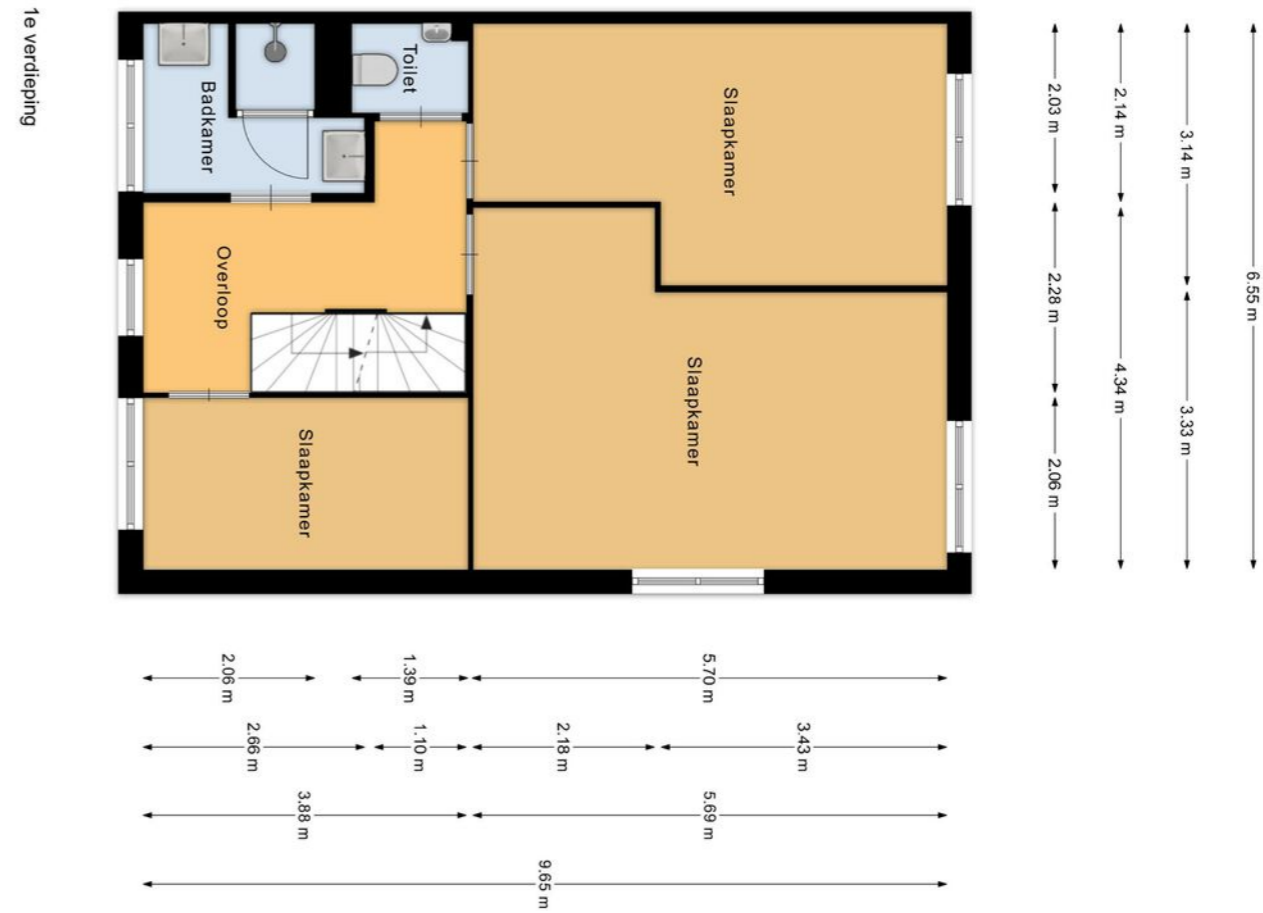 1e verdieping
Badkamer
Toilet
Slaapkamer
Overloop
Slaapkamer
Slaapkamer
2.03 m
2.14 m
3.14 m
6.55 m
2.28 m
4.34 m
3.33 m
2.06 m
2.06 m
1.39 m
5.70 m
2.66 m
1.10 m
2.18 m
3.43 m
3.88 m
5.69 m
9.65 m